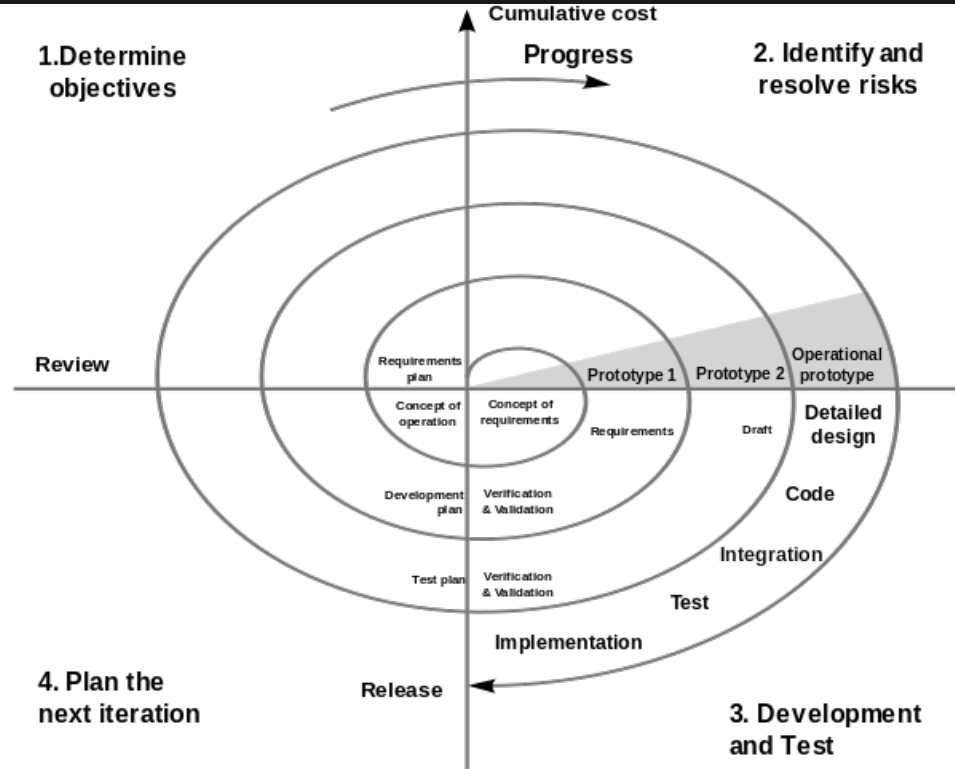 Cumulative cost
1.Determine
objectives
Progress
2. Identify and
resolve risks
Review
Requirements
plan
Prototype 1
Prototype 2
Operational
prototype
Concept of
operation
Concept of
requirements
Requirements
Draft
Detailed
design
Development
plan
Verification
& Validation
Code
Integration
Test plan
Verification
& Validation
Test
Implementation
4. Plan the
next iteration
Release
3. Development
and Test